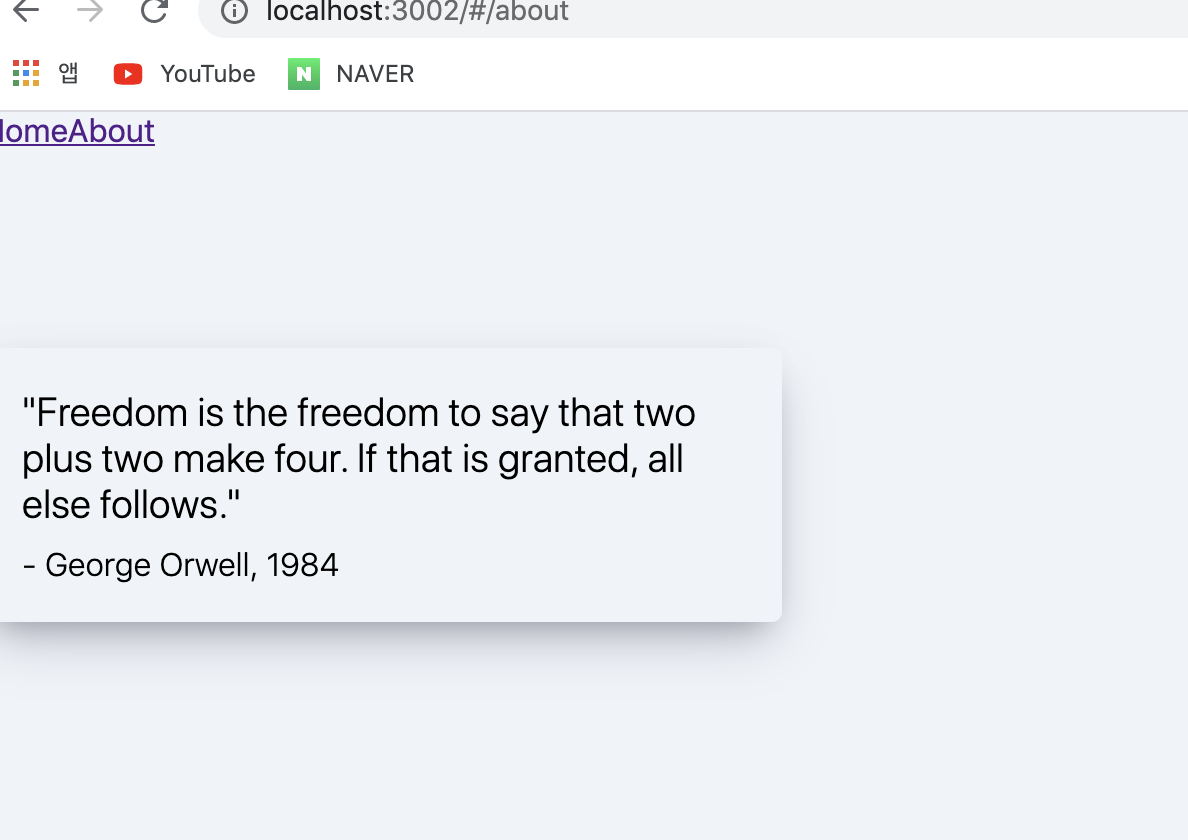 localhost:3002/#/about
앱 YouTube N NAVER
omeAbout
"Freedom is the freedom to say that two
plus two make four. If that is granted, all
else follows."
- George Orwell, 1984